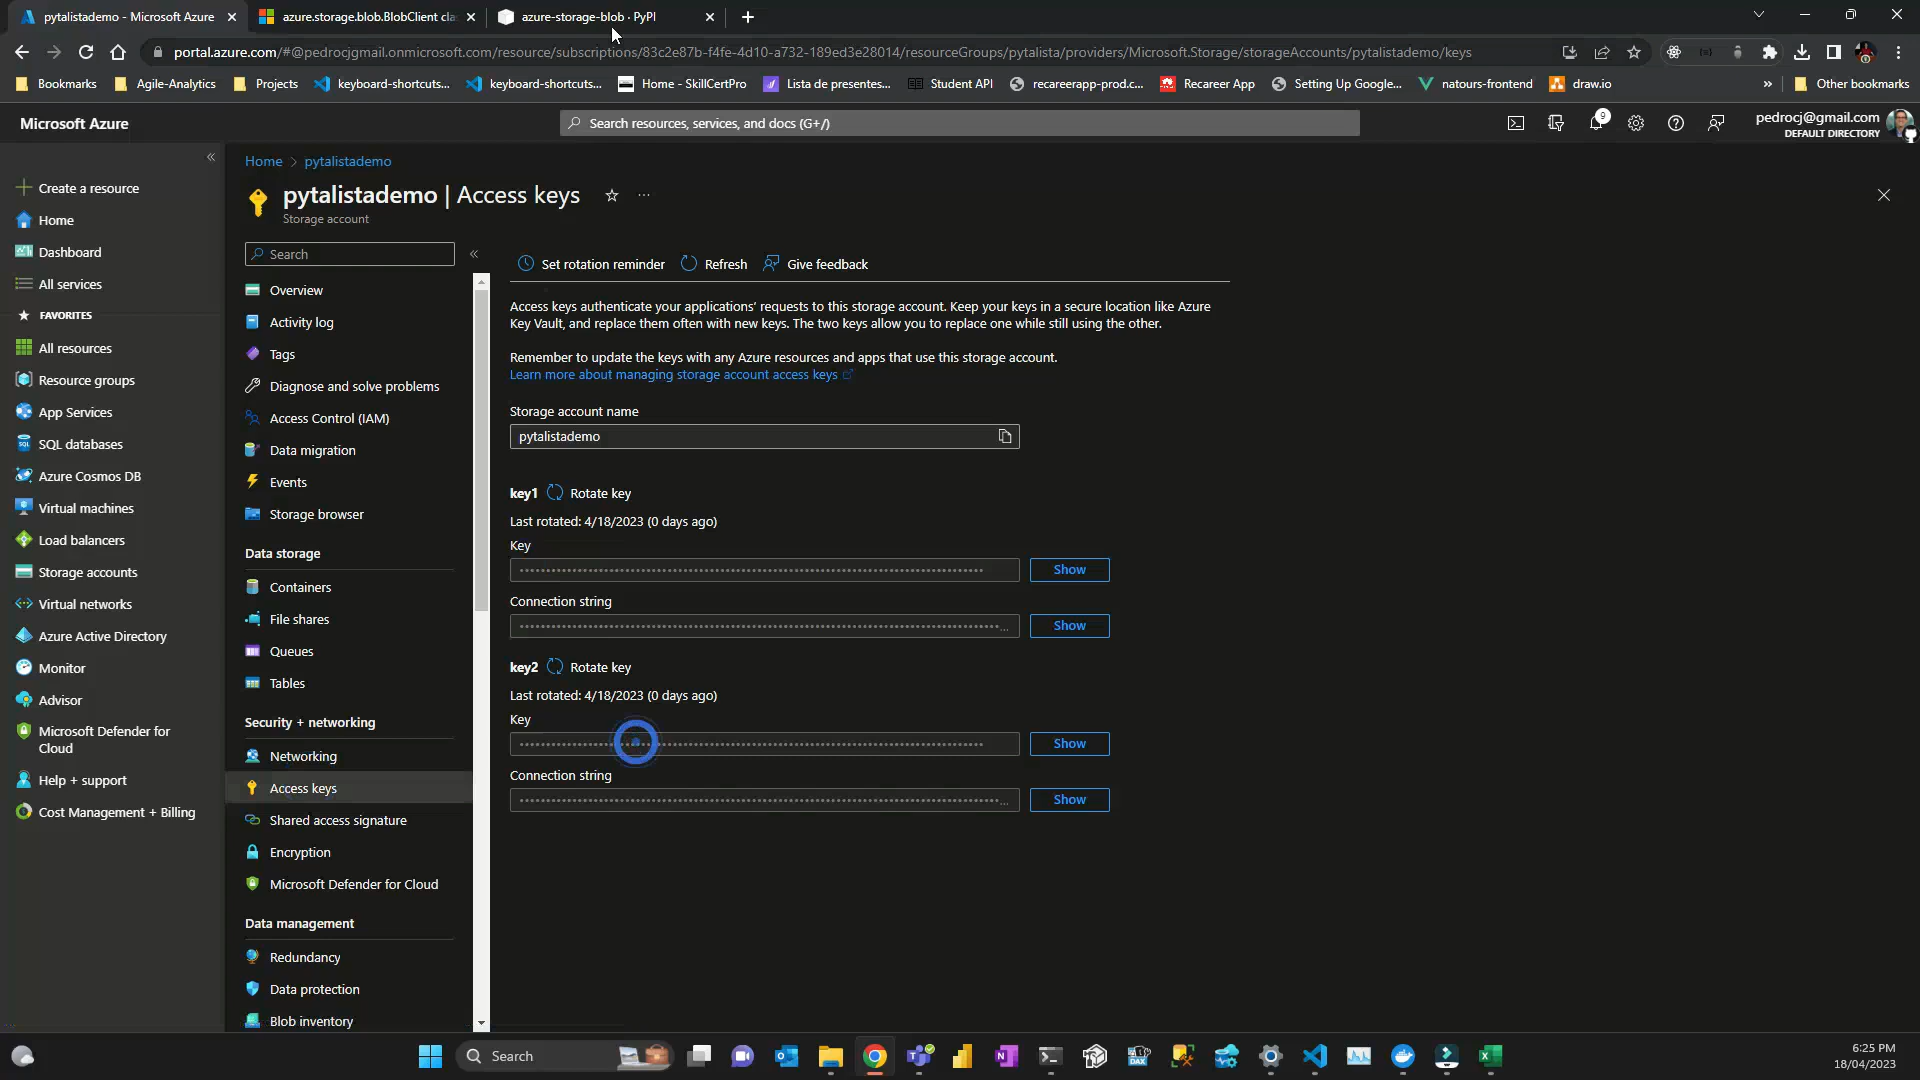 pytalistademo - Microsoft Azure
azure.storage.blob.BlobClient cla
azure-storage-blob · PyPI
portal.azure.com/#@pedrocjgmail.onmicrosoft.com/resource/subscriptions/83c2e87b-f4fe-4d10-a732-189ed3e28014/resourceGroups/pytalista/providers/Microsoft.Storage/storageAccounts/pytalistademo/keys
Bookmarks
Agile-Analytics
Projects
keyboard-shortcuts...
keyboard-shortcuts...
Home - SkillCertPro
Lista de presentes...
Student API
recareerapp-prod.c...
Recareer App
Setting Up Google...
natours-frontend
draw.io
»
Other bookmarks
Microsoft Azure
Search resources, services, and docs (G+/)
9
pedrocj@gmail.com
DEFAULT DIRECTORY
«
Create a resource
Home
Dashboard
All services
FAVORITES
All resources
Resource groups
App Services
SQL databases
Azure Cosmos DB
Virtual machines
Load balancers
Storage accounts
Virtual networks
Azure Active Directory
Monitor
Advisor
Microsoft Defender for
Cloud
Help + support
Cost Management + Billing
Home > pytalistademo
pytalistademo | Access keys
Storage account
Search
«
Overview
Activity log
Tags
Diagnose and solve problems
Access Control (IAM)
Data migration
Events
Storage browser
Data storage
Containers
File shares
Queues
Tables
Security + networking
Networking
Access keys
Shared access signature
Encryption
Microsoft Defender for Cloud
Data management
Redundancy
Data protection
Blob inventory
Set rotation reminder
Refresh
Give feedback
Access keys authenticate your applications' requests to this storage account. Keep your keys in a secure location like Azure
Key Vault, and replace them often with new keys. The two keys allow you to replace one while still using the other.
Remember to update the keys with any Azure resources and apps that use this storage account.
Learn more about managing storage account access keys
Storage account name
pytalistademo
key1
Rotate key
Last rotated: 4/18/2023 (0 days ago)
Key
Show
Connection string
Show
key2
Rotate key
Last rotated: 4/18/2023 (0 days ago)
Key
Show
Connection string
Show
Search
6:25 PM
18/04/2023